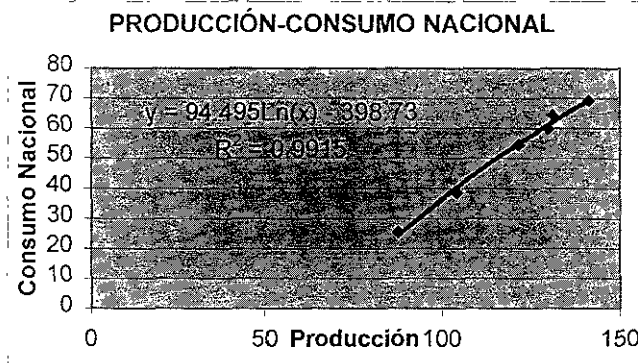 PRODUCCIÓN-CONSUMO NACIONAL
80
70
60
50
40
30
20
10
0
Consumo Nacional
y = 94.495Ln(x) - 398.73
R² = 0.9915
0
50
Producción
100
150